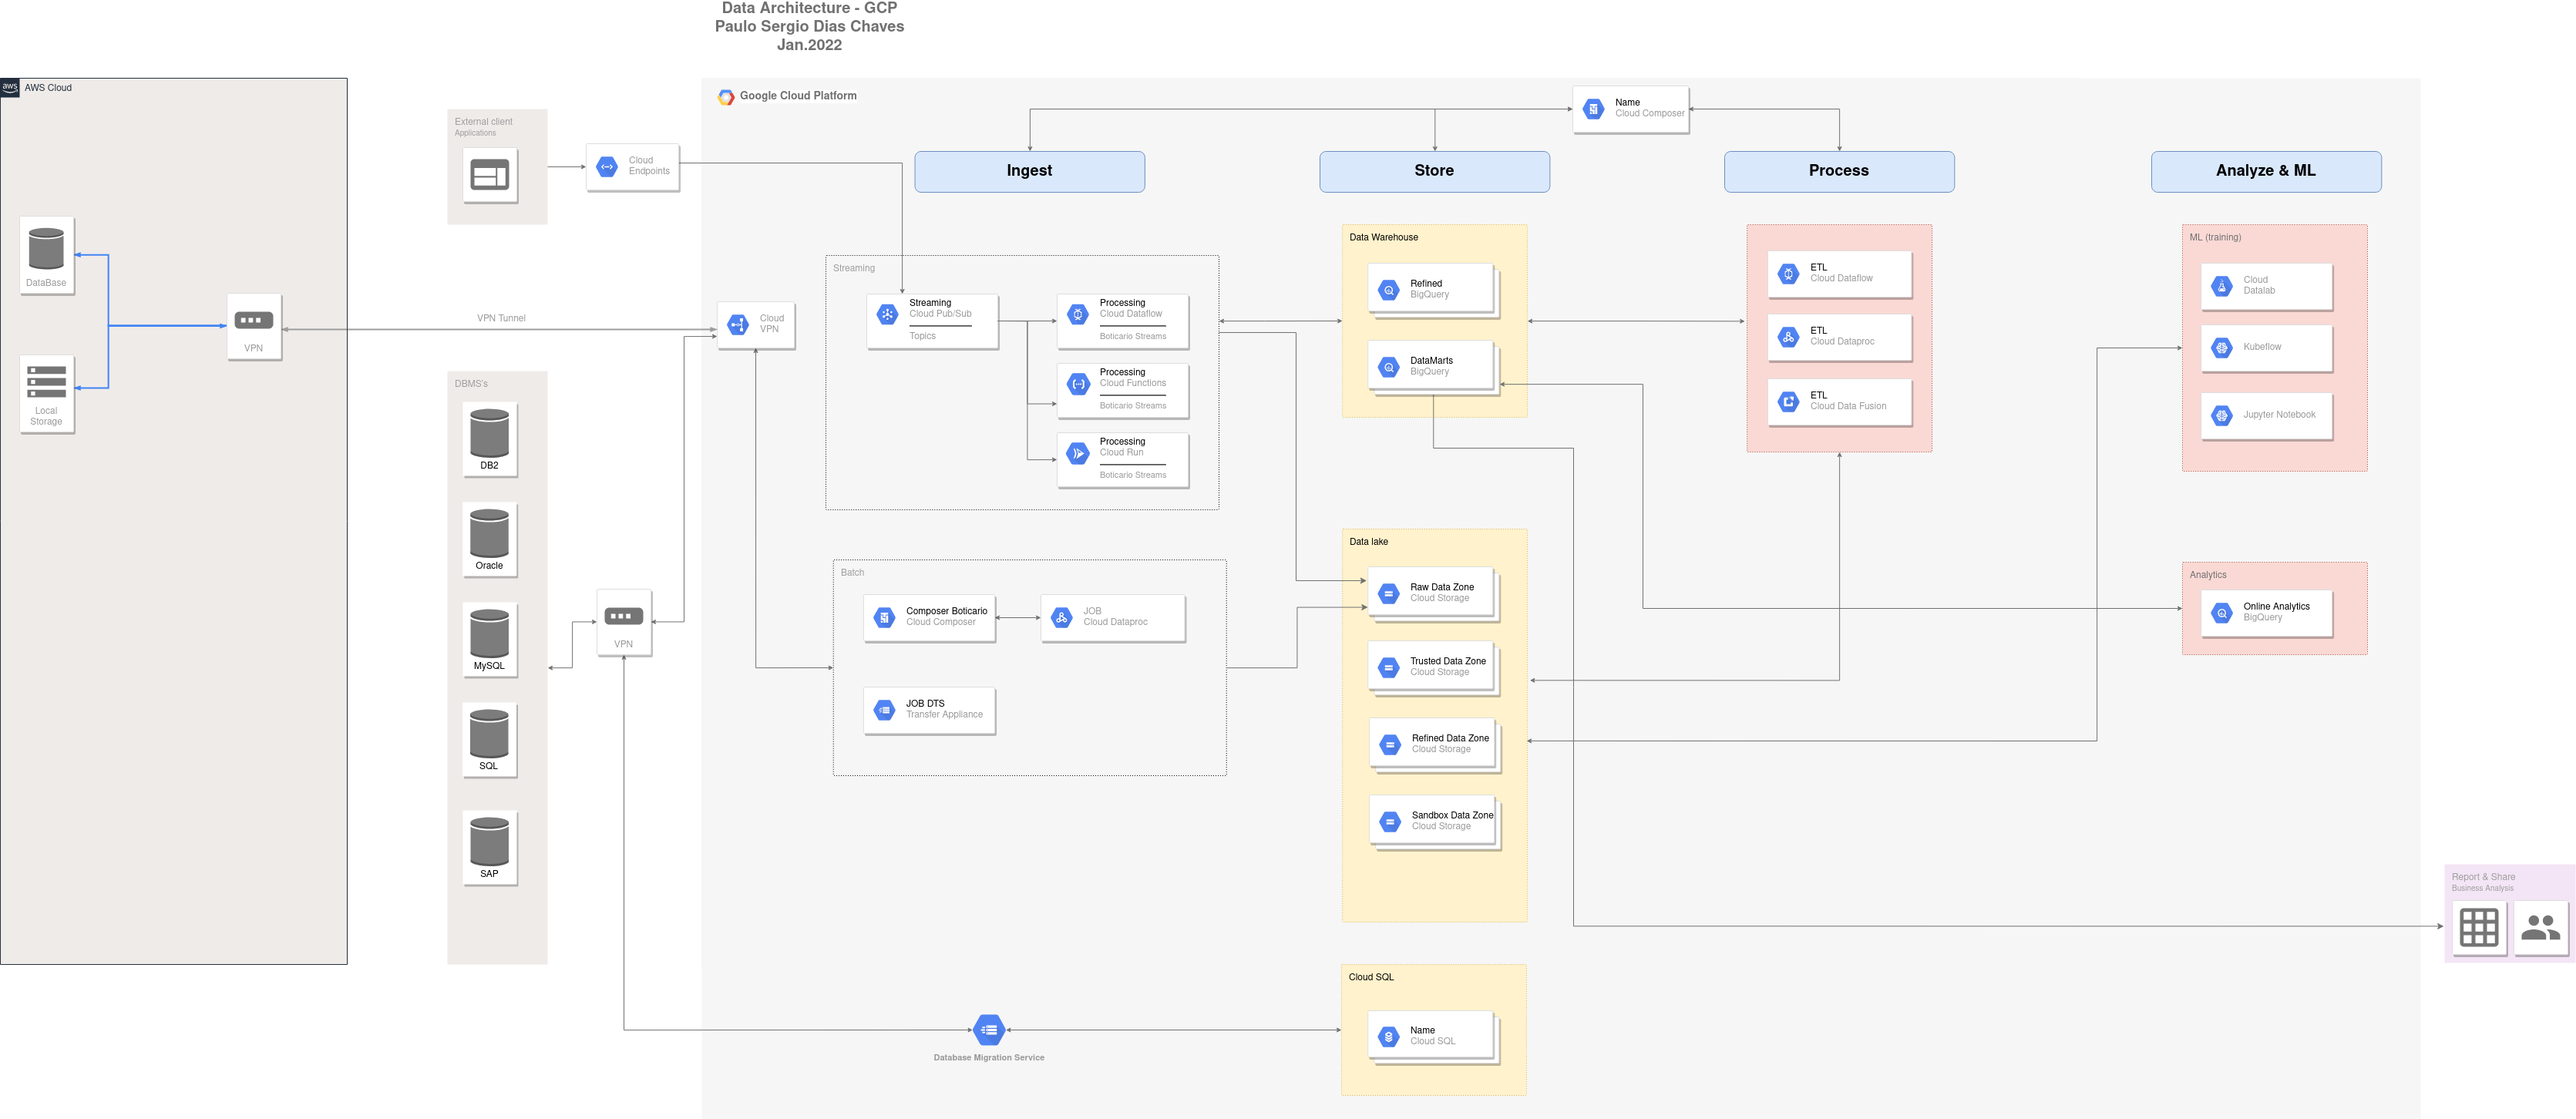 Data Architecture - GCP
Paulo Sergio Dias Chaves
Jan.2022
aws
AWS Cloud
DataBase
Local
Storage
VPN
VPN Tunnel
External client
Applications
Cloud
Endpoints
DBMS's
DB2
Oracle
MySQL
SQL
SAP
VPN
Google Cloud Platform
Cloud
VPN
Name
Cloud Composer
Ingest
Store
Process
Analyze & ML
Streaming
Streaming
Cloud Pub/Sub
Topics
Processing
Cloud Dataflow
Boticario Streams
Processing
Cloud Functions
Boticario Streams
Processing
Cloud Run
Boticario Streams
Batch
Composer Boticario
Cloud Composer
JOB
Cloud Dataproc
JOB DTS
Transfer Appliance
Database Migration Service
Data Warehouse
Refined
BigQuery
DataMarts
BigQuery
Data lake
Raw Data Zone
Cloud Storage
Trusted Data Zone
Cloud Storage
Refined Data Zone
Cloud Storage
Sandbox Data Zone
Cloud Storage
Cloud SQL
Name
Cloud SQL
ETL
Cloud Dataflow
ETL
Cloud Dataproc
ETL
Cloud Data Fusion
ML (training)
Cloud
Datalab
Kubeflow
Jupyter Notebook
Analytics
Online Analytics
BigQuery
Report & Share
Business Analysis